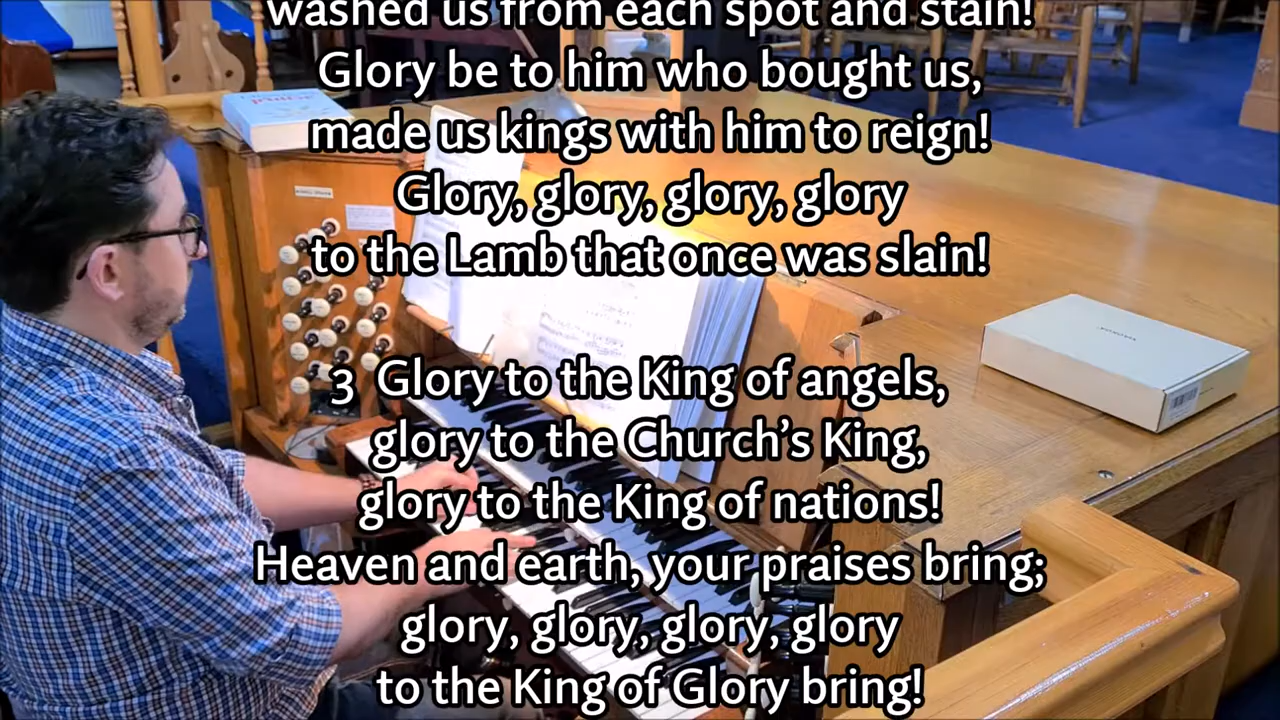 washed us from each spot and stain!
Glory be to him who bought us,
made us kings with him to reign!
Glory, glory, glory, glory
to the Lamb that once was slain!
3 Glory to the King of angels,
glory to the Church’s King,
glory to the King of nations!
Heaven and earth, your praises bring;
glory, glory, glory, glory
to the King of Glory bring!